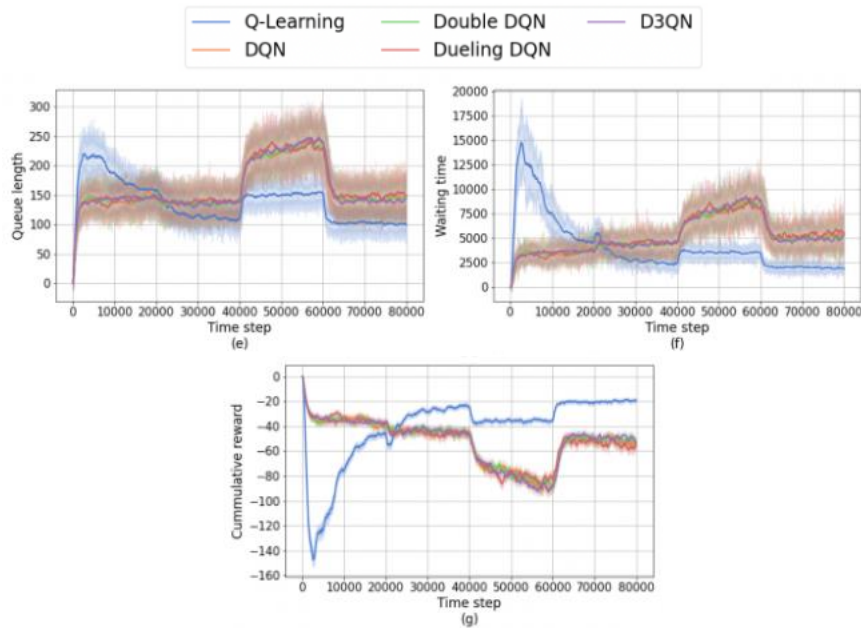 Q-Learning Double DQN D3QN
DQN Dueling DQN
Queue length
300
250
200
150
100
50
0
0 10000 20000 30000 40000 50000 60000 70000 80000
Time step
(e)
Waiting time
20000
17500
15000
12500
10000
7500
5000
2500
0
0 10000 20000 30000 40000 50000 60000 70000 80000
Time step
(f)
Cummulative reward
0
−20
−40
−60
−80
−100
−120
−140
−160
0 10000 20000 30000 40000 50000 60000 70000 80000
Time step
(g)